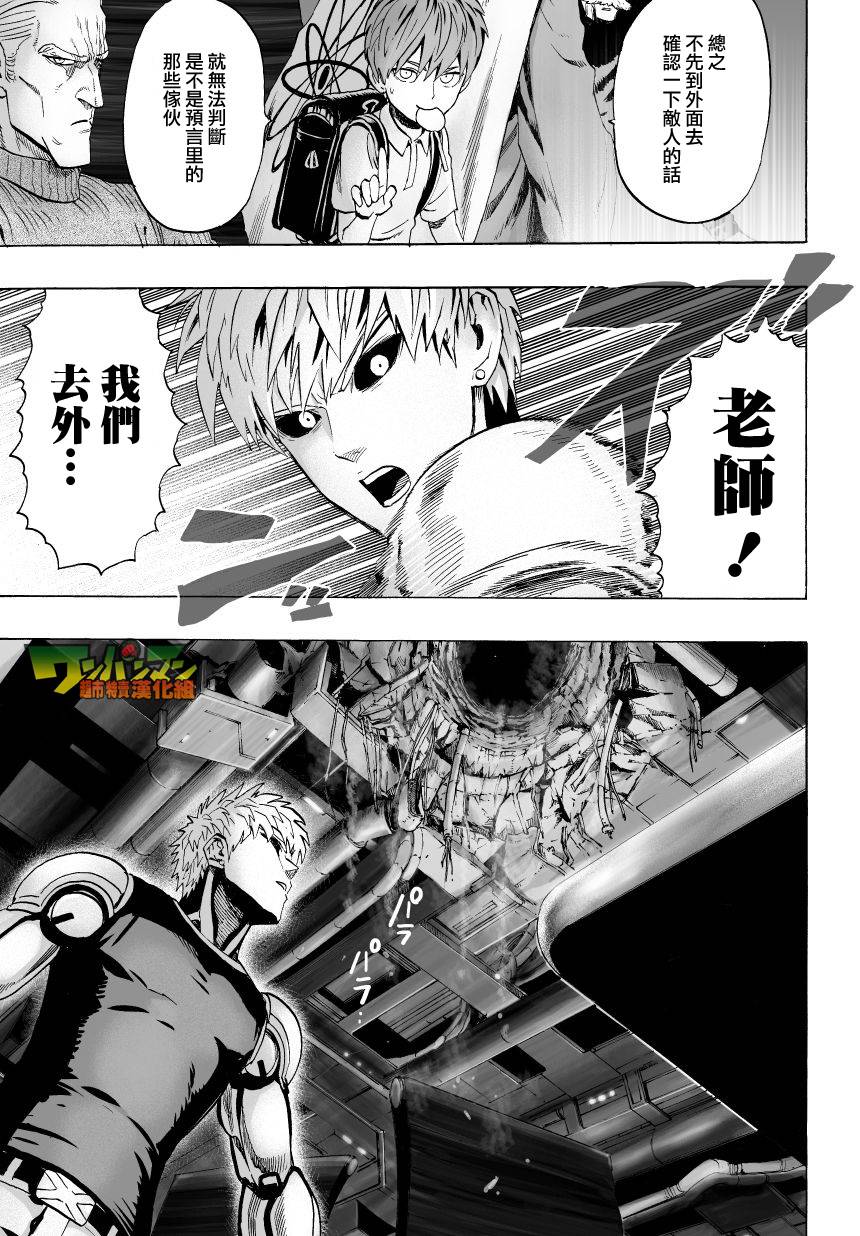 總之
不先到外面去
確認一下敵人的話
就無法判斷
是不是預言里的
那些傢伙
老師！
我們
去外…
ワンパンマン
超市特賣漢化組
パラ
パラ…